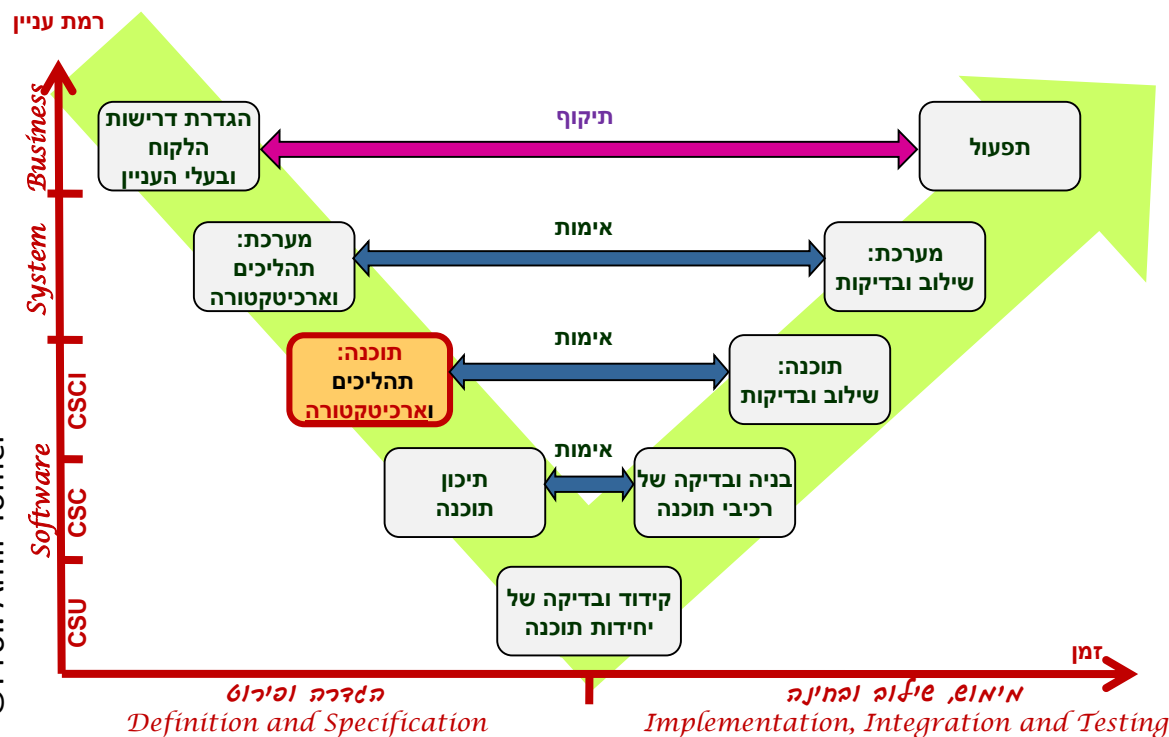 רמת עניין
Business
System
Software
CSCI
CSC
CSU
הגדרת דרישות
הלקוח
ובעלי העניין
תיקוף
תפעול
מערכת:
תהליכים
וארכיטקטורה
אימות
מערכת:
שילוב ובדיקות
תוכנה:
תהליכים
וארכיטקטורה
אימות
תוכנה:
שילוב ובדיקות
תיכון
תוכנה
אימות
בניה ובדיקה של
רכיבי תוכנה
קידוד ובדיקה של
יחידות תוכנה
זמן
הגדרה ופירוט
Definition and Specification
מימוש, שילוב ובחינה
Implementation, Integration and Testing